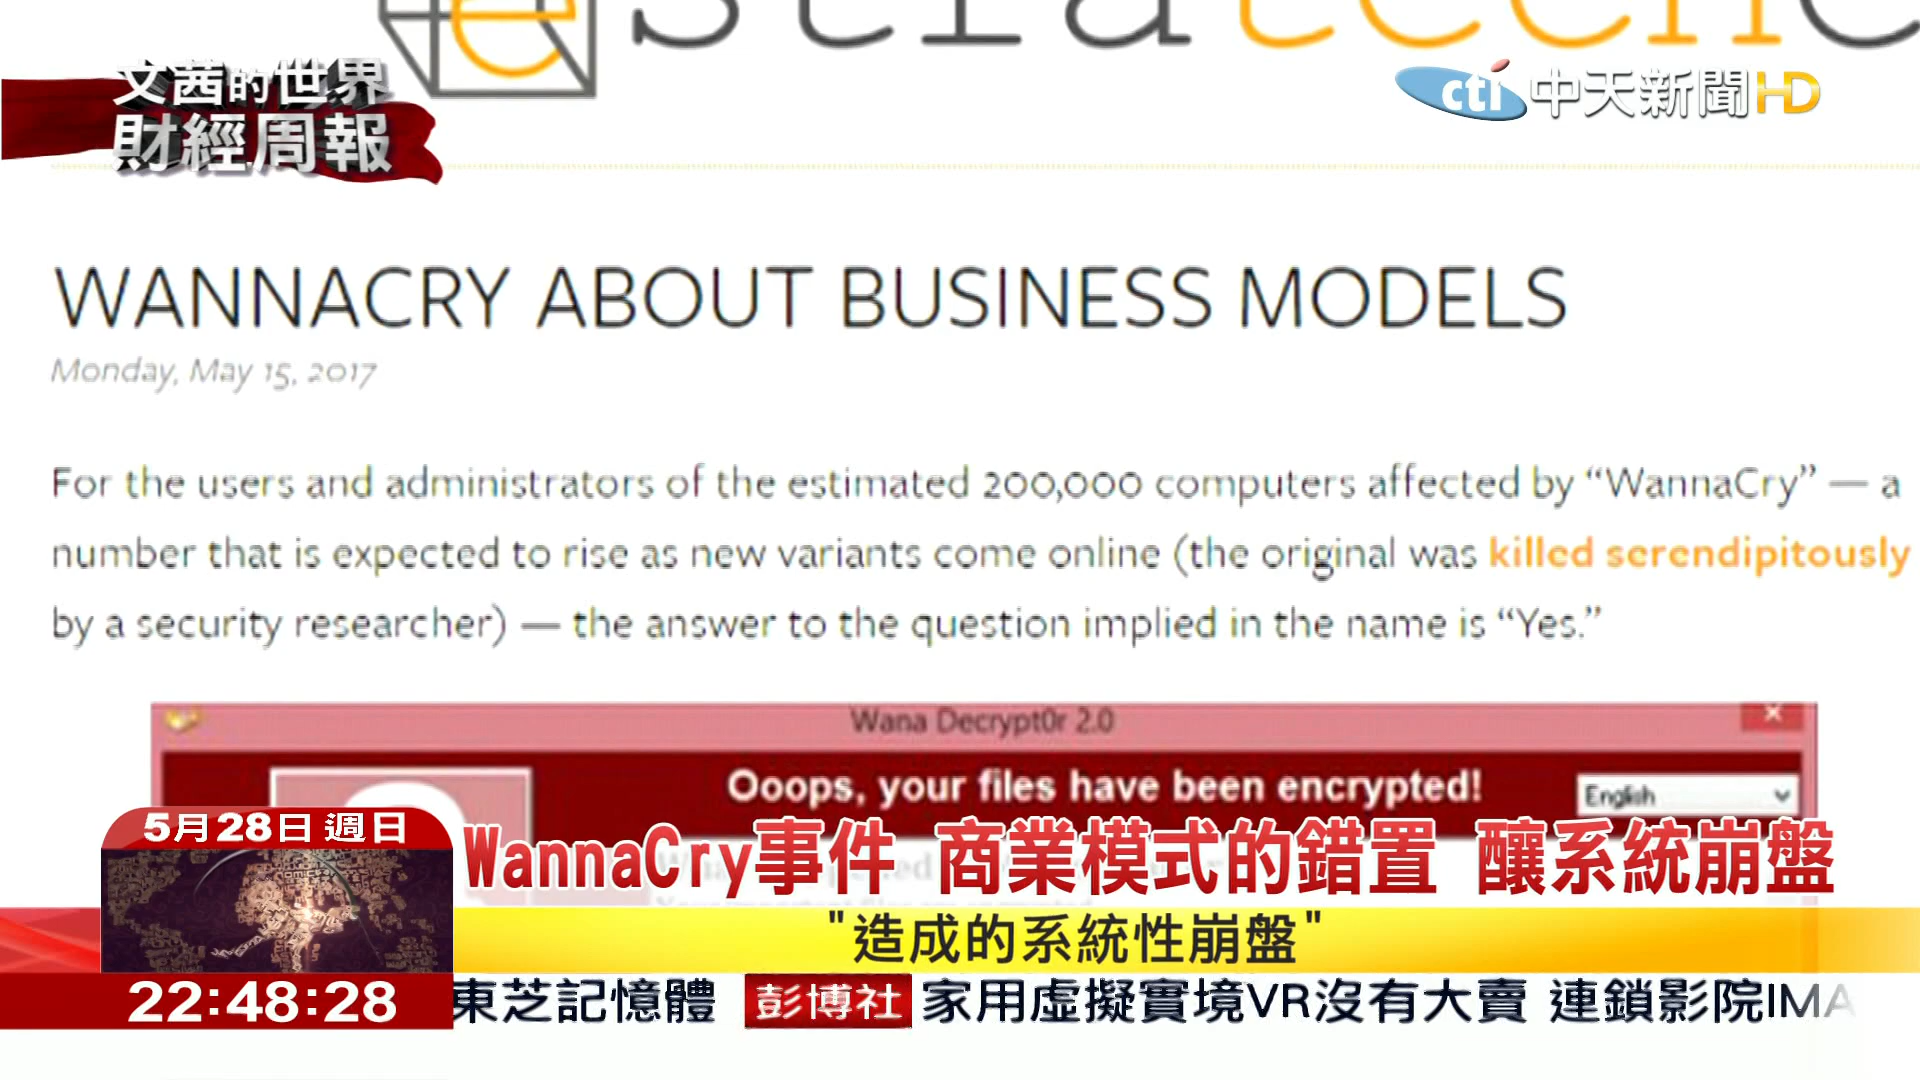 文茜的世界
財經周報
cti 中天新聞HD
WANNACRY ABOUT BUSINESS MODELS
Monday, May 15, 2017
For the users and administrators of the estimated 200,000 computers affected by “WannaCry” — a
number that is expected to rise as new variants come online (the original was killed serendipitously
by a security researcher) — the answer to the question implied in the name is “Yes.”
Wana Decrypt0r 2.0
Ooops, your files have been encrypted!
English
5月28日 週日
WannaCry事件 商業模式的錯置 釀系統崩盤
"造成的系統性崩盤"
22:48:28
東芝記憶體 彭博社 家用虛擬實境VR沒有大賣 連鎖影院IMA